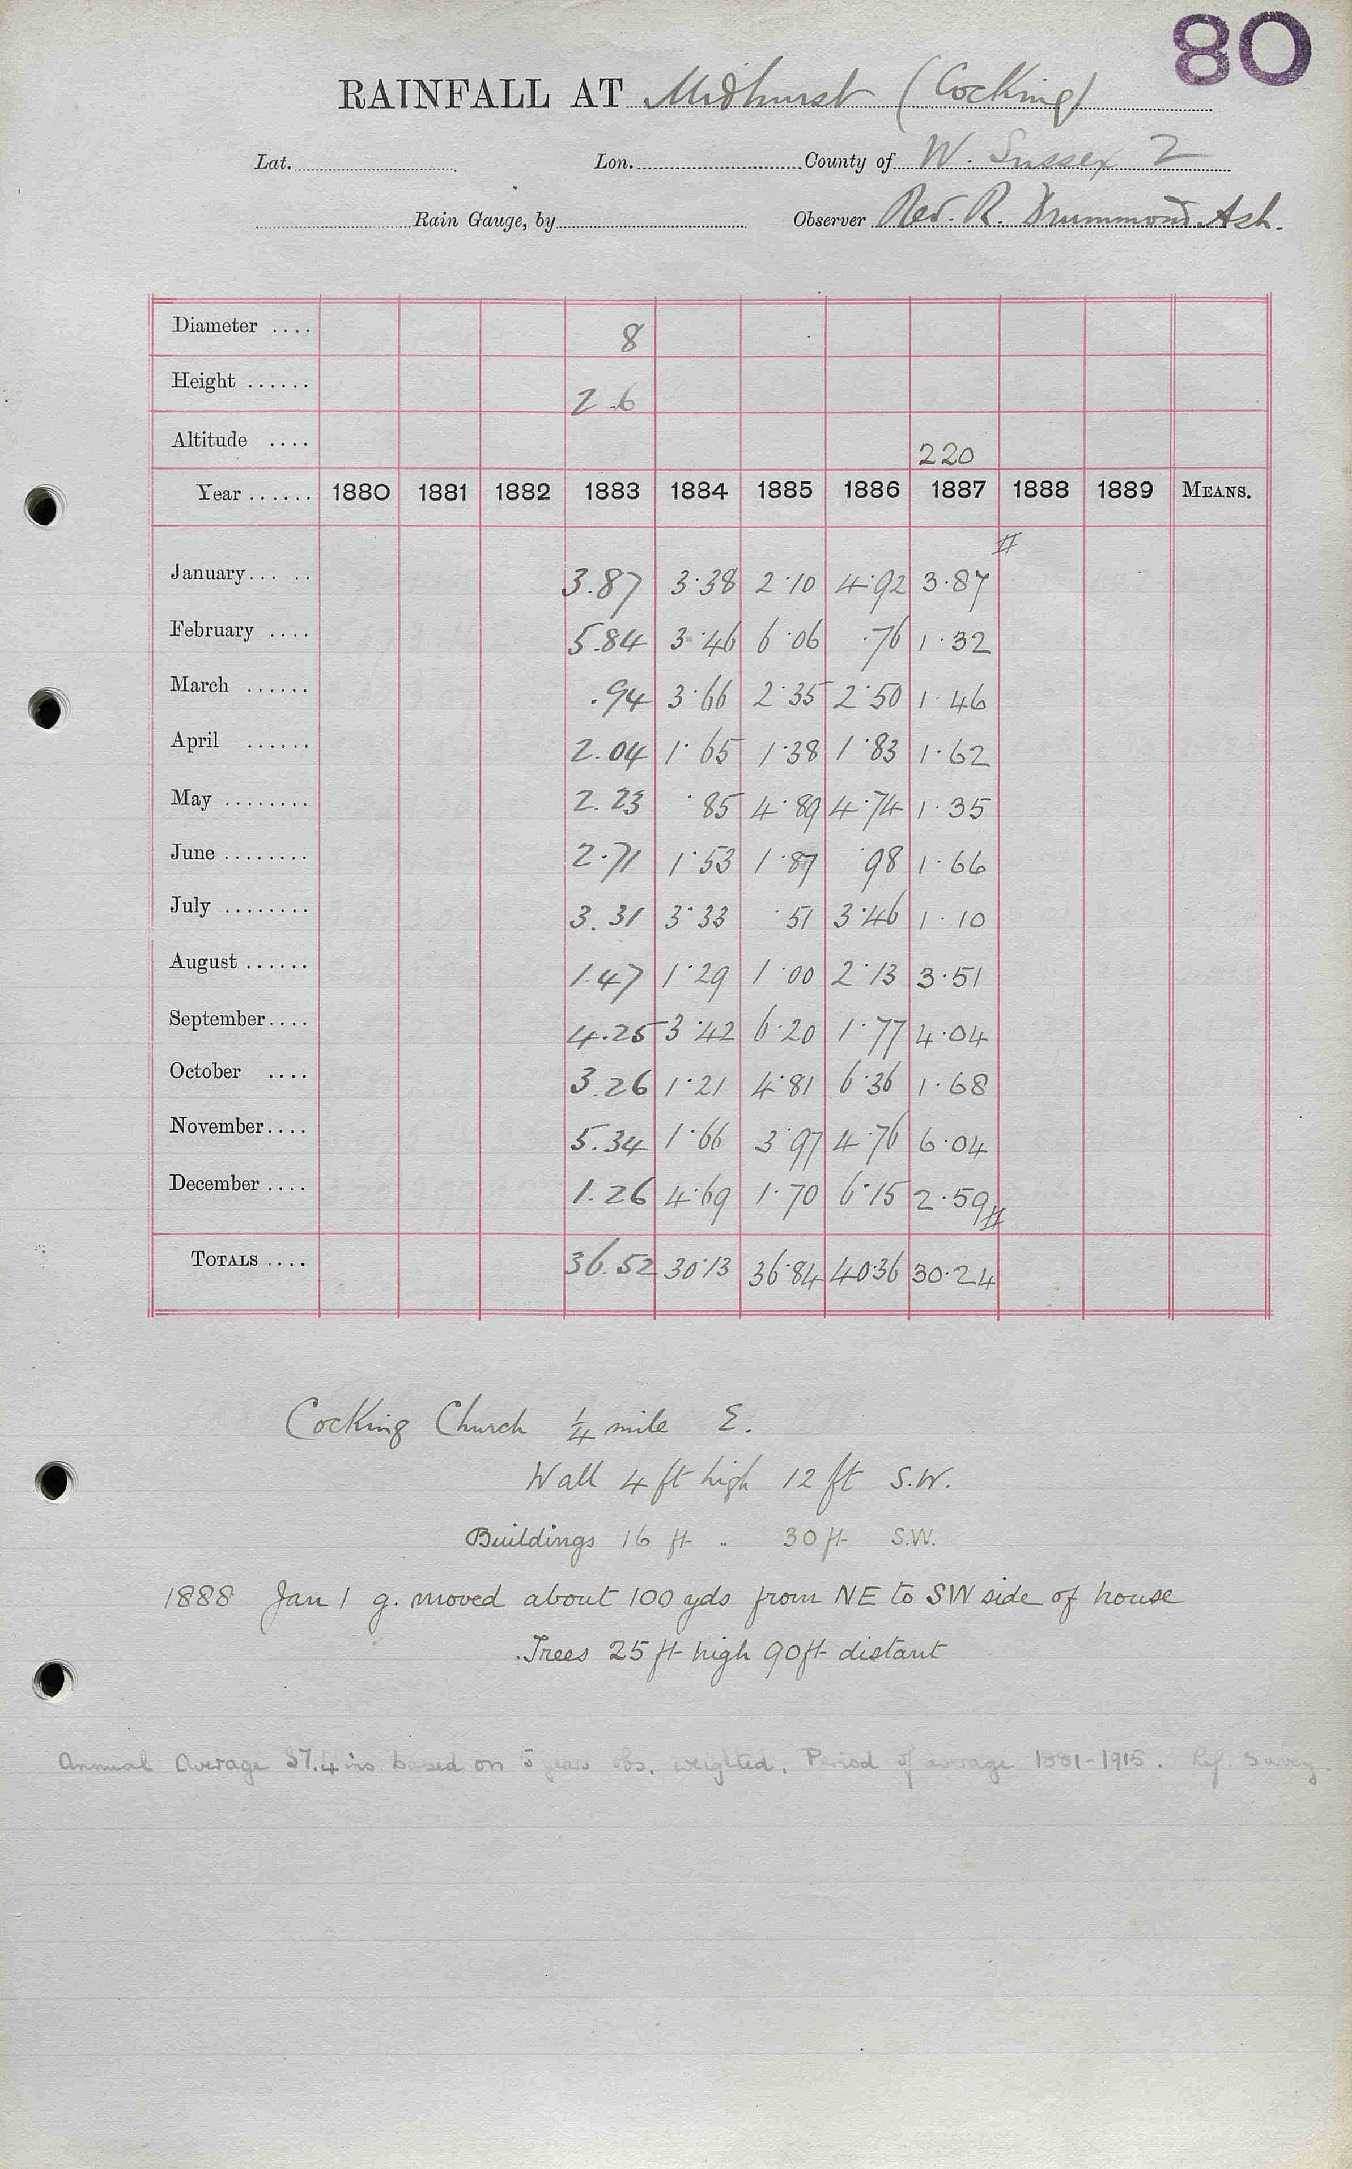 80
RAINFALL AT Midhurst (Cocking)
Lat. Lon. County of W. Sussex 2
Rain Gauge, by Observer Rev. R. Drummond Ash.
Diameter .... 8
Height ...... 2.6
Altitude .... 220
Year ...... 1880 1881 1882 1883 1884 1885 1886 1887 1888 1889 MEANS.
#
January...... 3.87 3.38 2.10 4.92 3.87
February .... 5.84 3.46 6.06 .76 1.32
March ...... .94 3.66 2.35 2.50 1.46
April ...... 2.04 1.65 1.38 1.83 1.62
May ........ 2.23 .85 4.89 4.74 1.35
June ........ 2.71 1.53 1.87 .98 1.66
July ........ 3.31 3.33 .51 3.46 1.10
August ...... 1.47 1.29 1.00 2.13 3.51
September.... 4.25 3.42 6.20 1.77 4.04
October .... 3.26 1.21 4.81 6.36 1.68
November.... 5.34 1.66 3.97 4.76 6.04
December .... 1.26 4.69 1.70 6.15 2.59 #
TOTALS .... 36.52 30.13 36.84 40.36 30.24
Cocking Church 1/4 mile E.
Wall 4 ft high 12 ft S.W.
Buildings 16 ft " 30 ft S.W.
1888 Jan 1 g. moved about 100 yds from NE to SW side of house
Trees 25 ft high 90 ft distant
Annual Average 37.4 ins based on 5 years obs. weighted. Period of average 1881-1915. Ref. Survey.